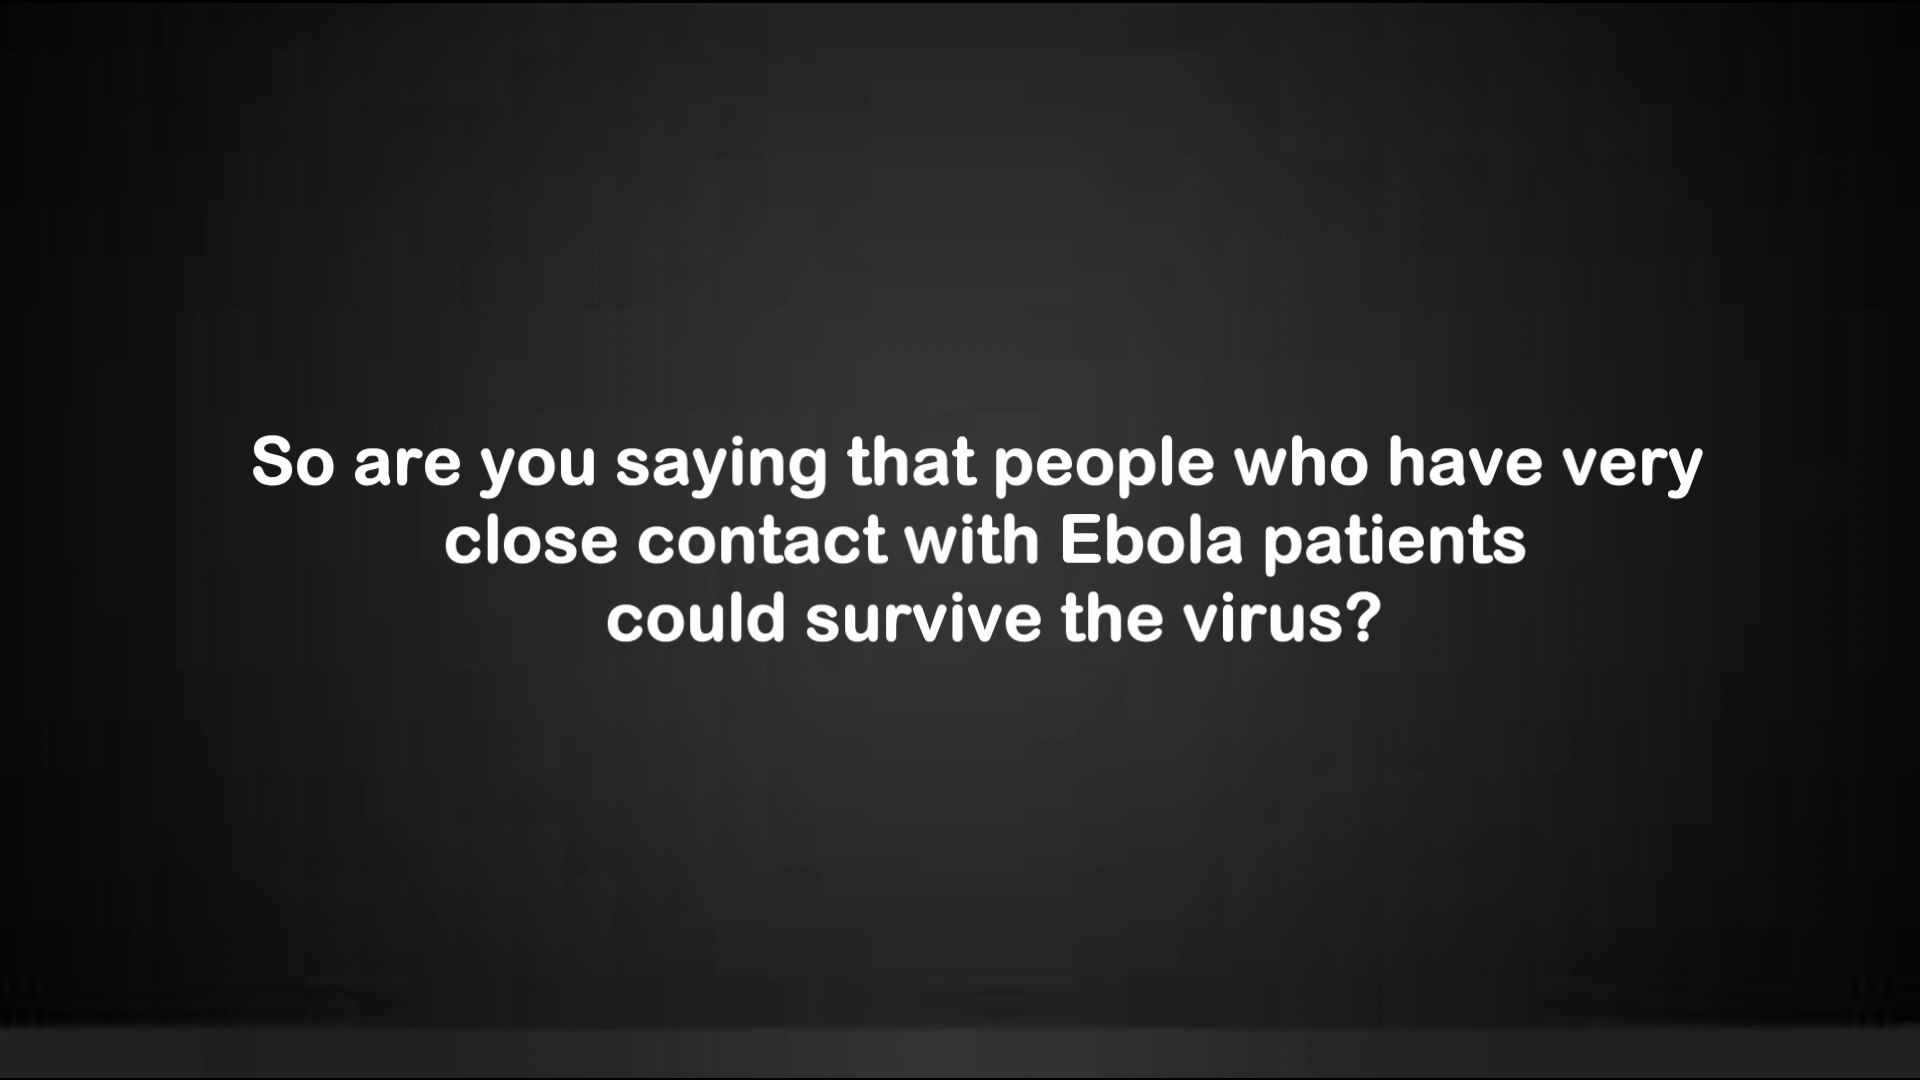 So are you saying that people who have very
close contact with Ebola patients
could survive the virus?